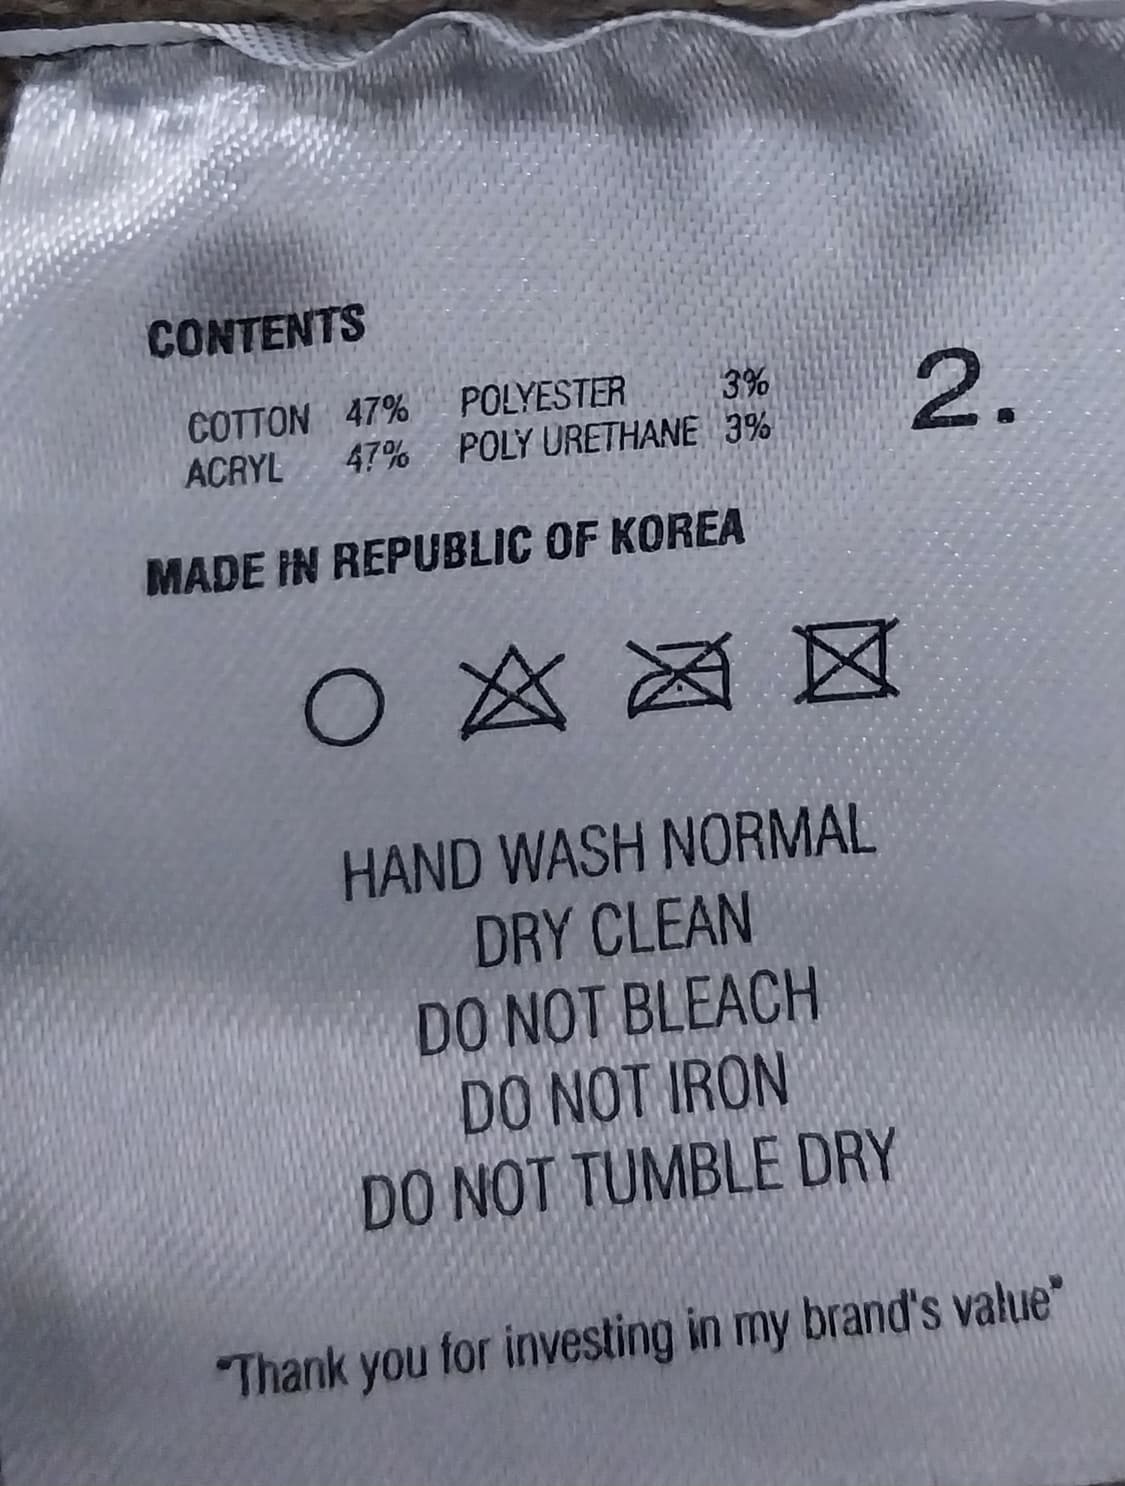 CONTENTS
COTTON 47% POLYESTER 3%
ACRYL 47% POLY URETHANE 3%
2.
MADE IN REPUBLIC OF KOREA
HAND WASH NORMAL
DRY CLEAN
DO NOT BLEACH
DO NOT IRON
DO NOT TUMBLE DRY
"Thank you for investing in my brand's value"